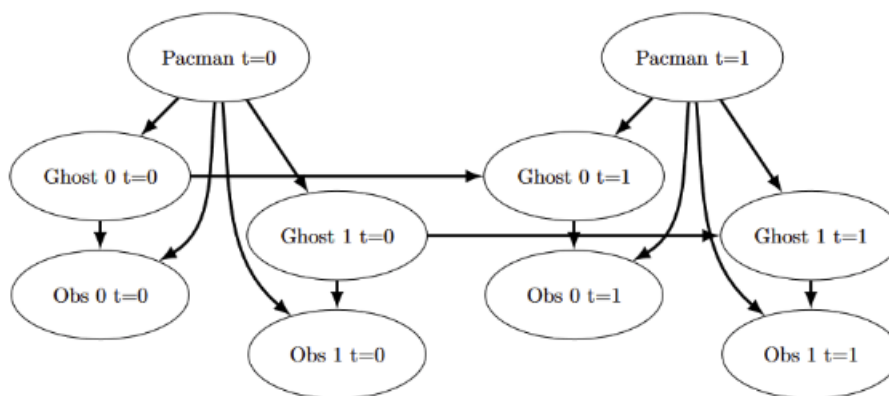 Pacman t=0
Pacman t=1
Ghost 0 t=0
Ghost 0 t=1
Ghost 1 t=0
Ghost 1 t=1
Obs 0 t=0
Obs 0 t=1
Obs 1 t=0
Obs 1 t=1